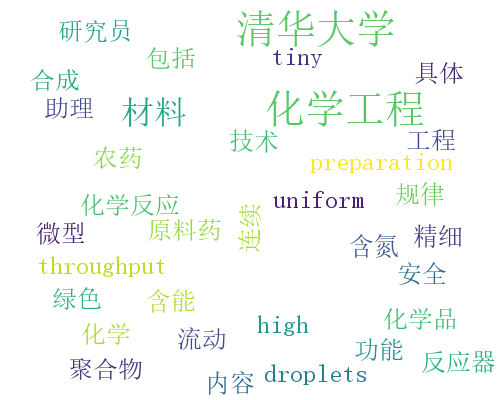 清华大学
研究员
包括
tiny
具体
合成
化学工程
助理
材料
技术
工程
农药
preparation
化学反应
uniform
规律
微型
原料药
连续
含氮
精细
throughput
安全
绿色
含能
化学
流动
high
化学品
功能
反应器
聚合物
内容
droplets